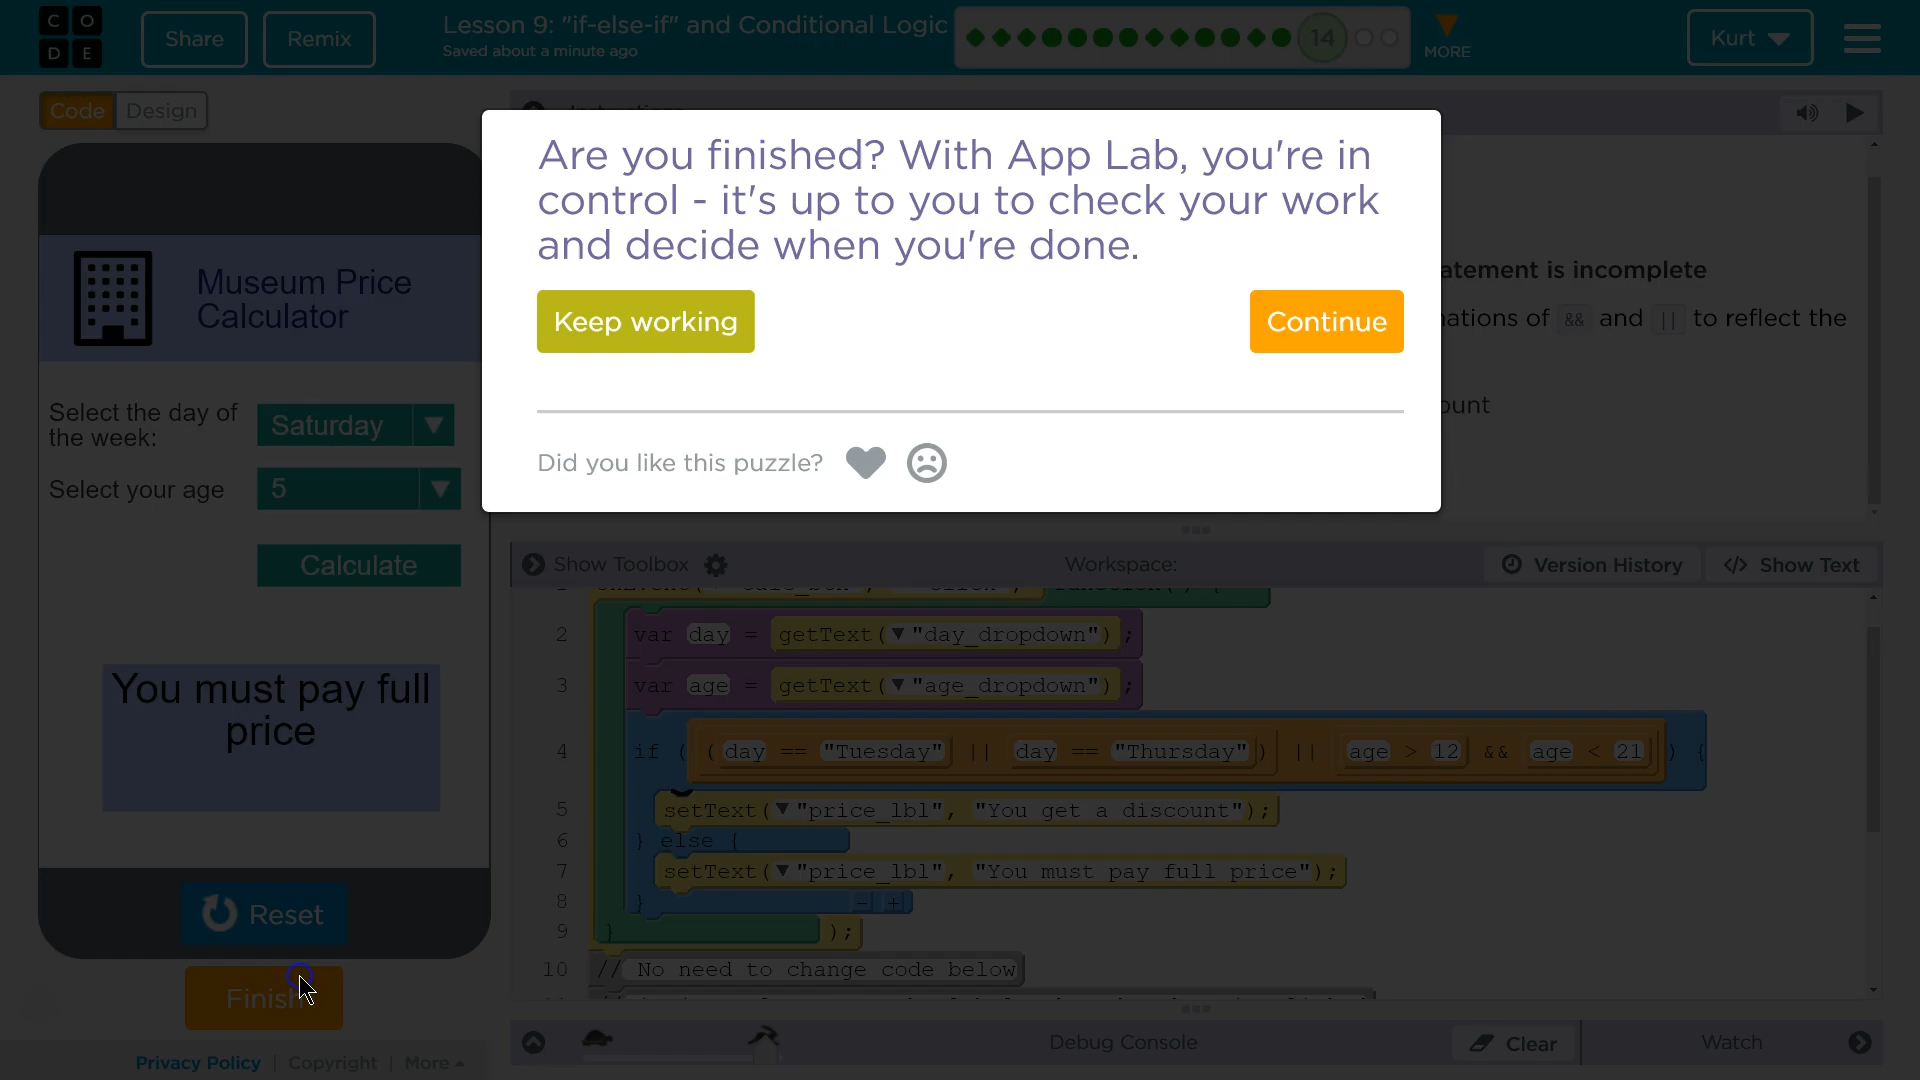 C O
D E
Share
Remix
Lesson 9: "if-else-if" and Conditional Logic
Saved about a minute ago
14
MORE
Kurt
Code
Design
Are you finished? With App Lab, you're in
control - it's up to you to check your work
and decide when you're done.
Keep working
Continue
Did you like this puzzle?
atement is incomplete
ations of && and || to reflect the
ount
Museum Price
Calculator
Select the day of
the week:
Saturday
Select your age
5
Calculate
You must pay full
price
Reset
Finish
Privacy Policy | Copyright | More
Show Toolbox
Workspace:
Version History
</> Show Text
2 var day = getText(▼"day_dropdown");
3 var age = getText(▼"age_dropdown");
4 if ((day == "Tuesday" || day == "Thursday") || age > 12 && age < 21) {
5 setText(▼"price_lbl", "You get a discount");
6 } else {
7 setText(▼"price_lbl", "You must pay full price");
8 } - +
9 } );
10 // No need to change code below
Debug Console
Clear
Watch